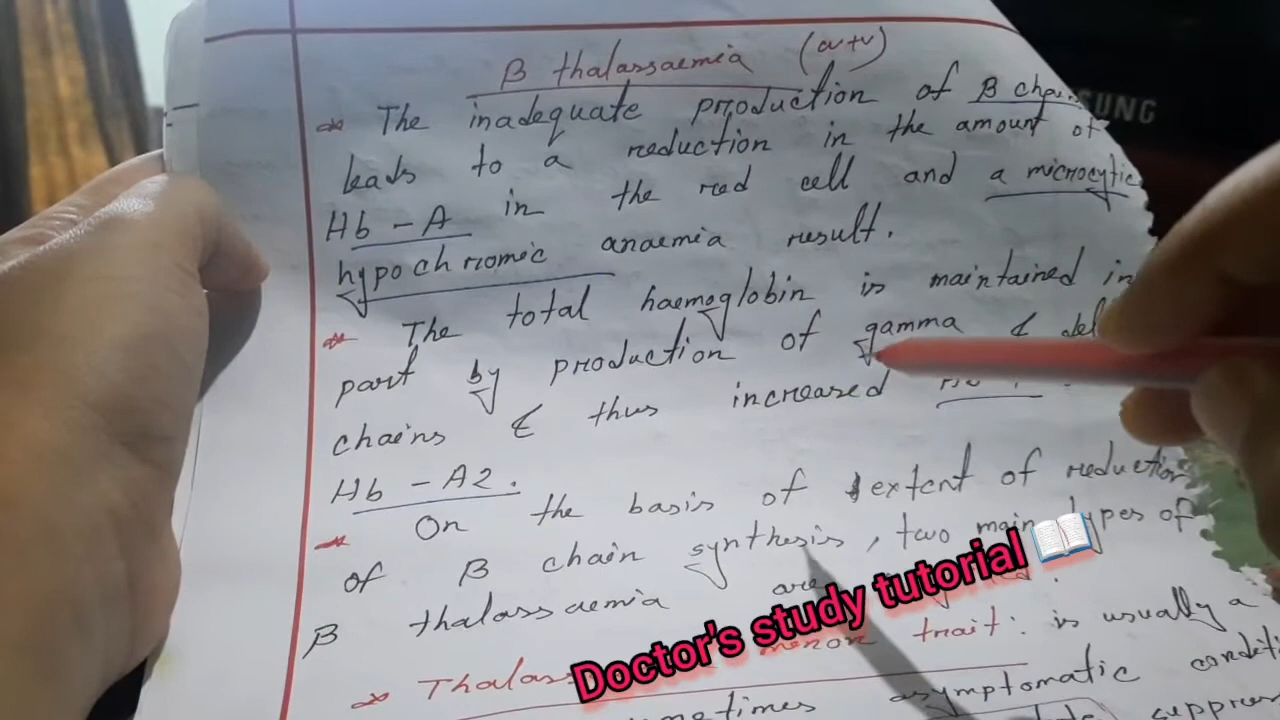 β thalassaemia
* The inadequate production of β
leads to a reduction in the amount of
Hb - A in the red cell and a microcytic
hypochromic anaemia result.
* The total haemoglobin is maintained in
part by production of gamma &
chains & thus increased
Hb - A2.
* On the basis of extent of reduction
of β chain synthesis, two main types of
β thalassaemia are
* minor trait: is usually a
asymptomatic
SUNG
Doctor's study tutorial 📖